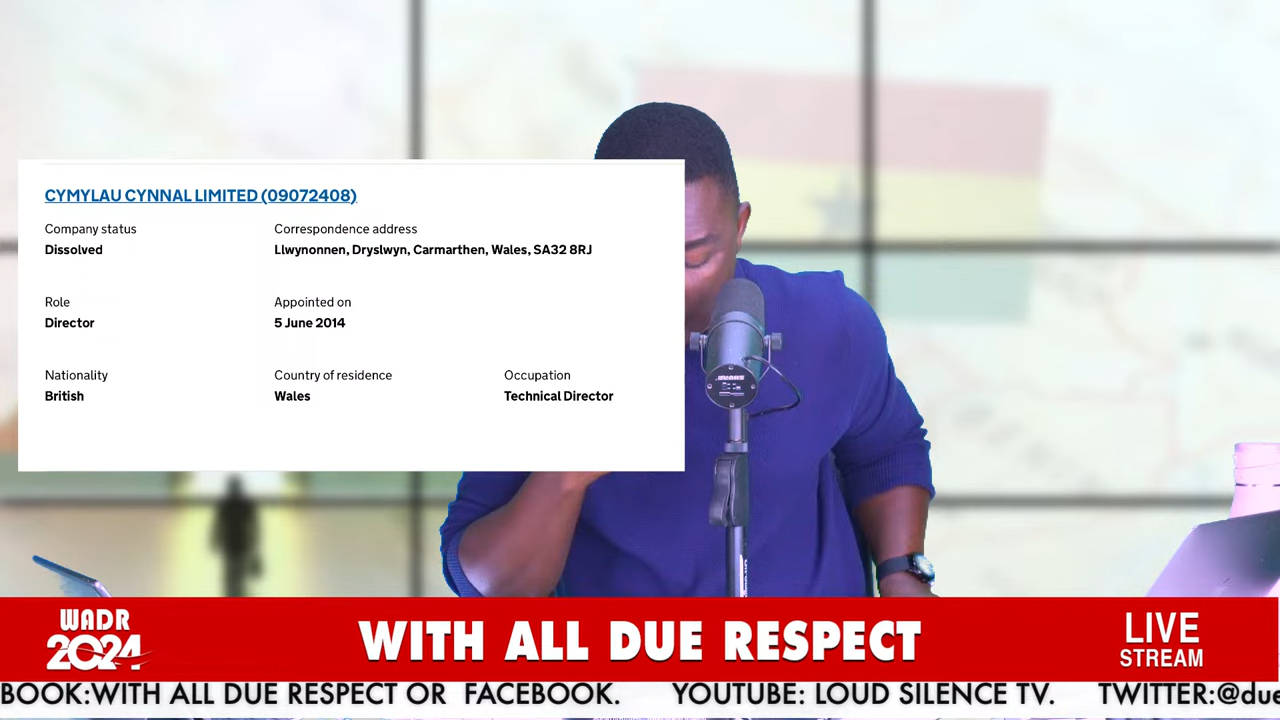 CYMYLAU CYNNAL LIMITED (09072408)
Company status
Correspondence address
Dissolved
Llwynonnen, Dryslwyn, Carmarthen, Wales, SA32 8RJ
Role
Appointed on
Director
5 June 2014
Nationality
Country of residence
Occupation
British
Wales
Technical Director
SHURE
WADR
2024
WITH ALL DUE RESPECT
LIVE
STREAM
BOOK:WITH ALL DUE RESPECT OR FACEBOOK. YOUTUBE: LOUD SILENCE TV. TWITTER:@due